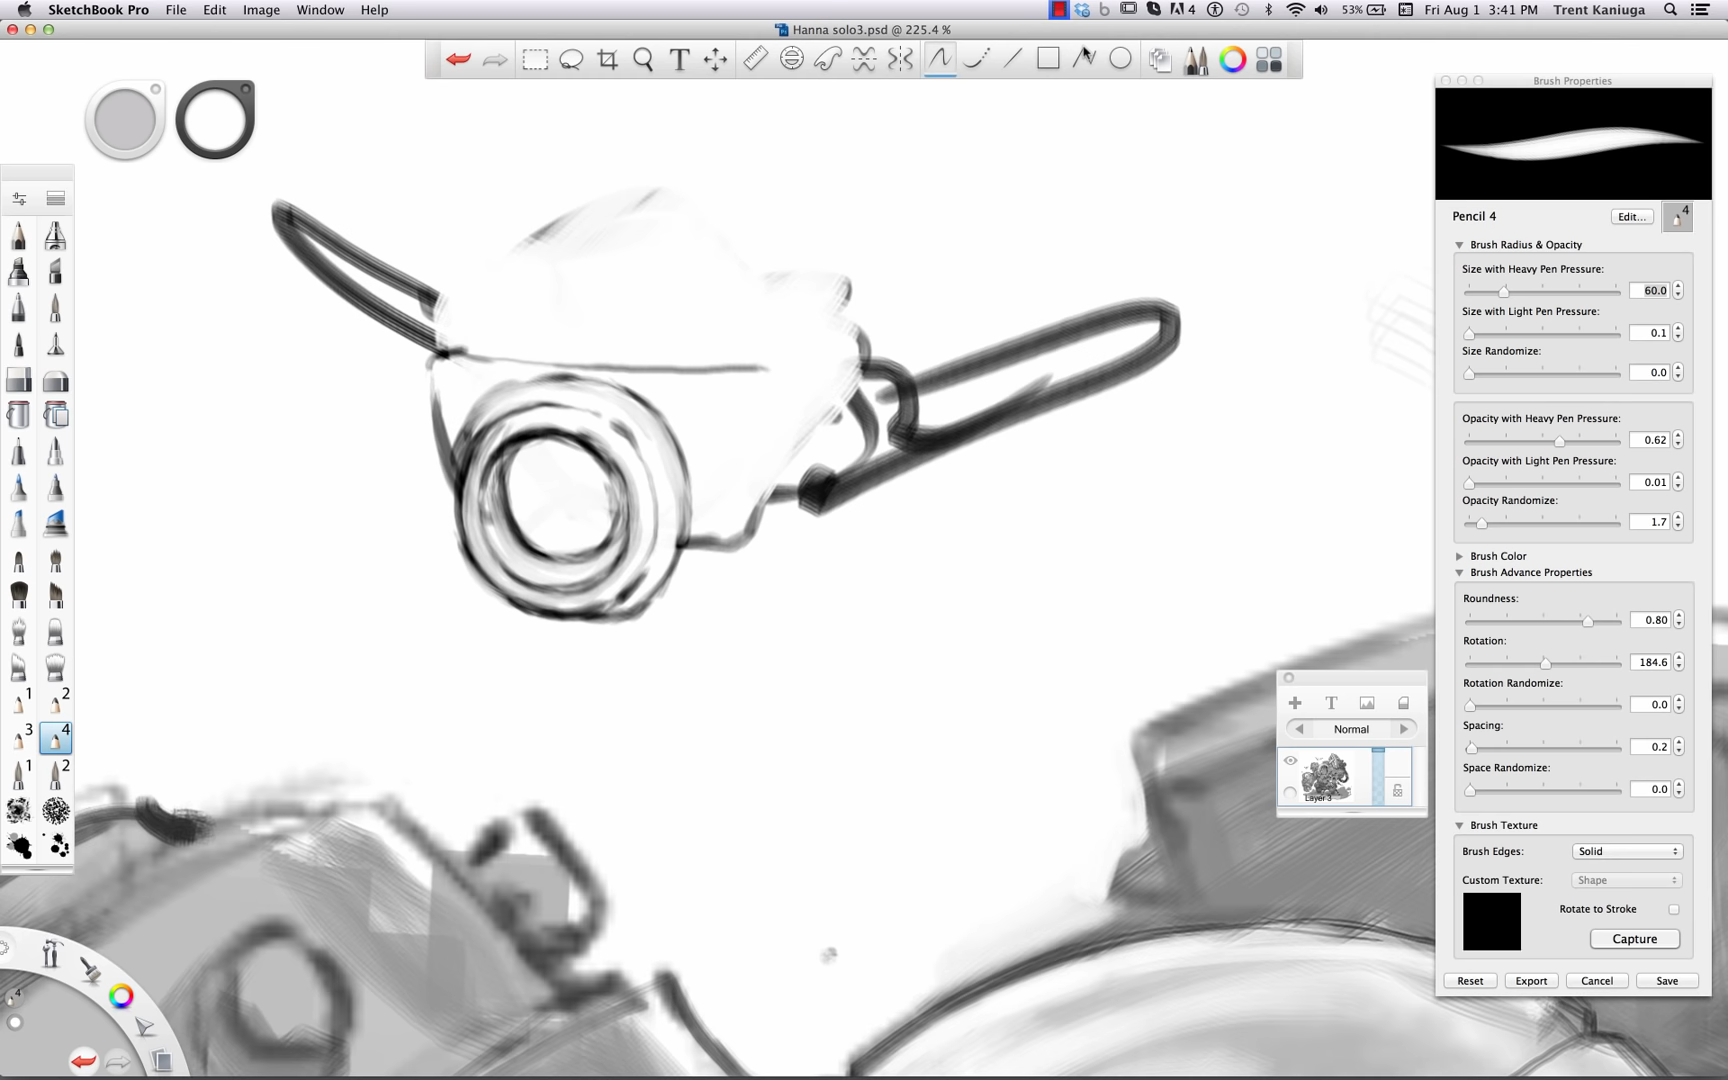 SketchBook Pro File Edit Image Window Help 4 53% Fri Aug 1 3:41 PM Trent Kaniuga
Hanna solo3.psd @ 225.4 %
T
Brush Properties
Pencil 4 Edit... 4
Brush Radius & Opacity
Size with Heavy Pen Pressure:
60.0
Size with Light Pen Pressure:
0.1
Size Randomize:
0.0
Opacity with Heavy Pen Pressure:
0.62
Opacity with Light Pen Pressure:
0.01
Opacity Randomize:
1.7
Brush Color
Brush Advance Properties
Roundness:
0.80
Rotation:
184.6
Rotation Randomize:
0.0
Spacing:
0.2
Space Randomize:
0.0
Brush Texture
Brush Edges: Solid
Custom Texture: Shape
Rotate to Stroke
Capture
Reset Export Cancel Save
T
Normal
Layer 3
1 2
3 4
1 2
4